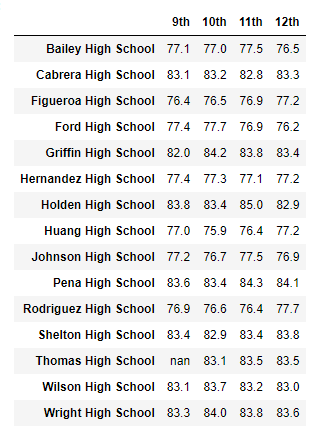 9th 10th 11th 12th
Bailey High School 77.1 77.0 77.5 76.5
Cabrera High School 83.1 83.2 82.8 83.3
Figueroa High School 76.4 76.5 76.9 77.2
Ford High School 77.4 77.7 76.9 76.2
Griffin High School 82.0 84.2 83.8 83.4
Hernandez High School 77.4 77.3 77.1 77.2
Holden High School 83.8 83.4 85.0 82.9
Huang High School 77.0 75.9 76.4 77.2
Johnson High School 77.2 76.7 77.5 76.9
Pena High School 83.6 83.4 84.3 84.1
Rodriguez High School 76.9 76.6 76.4 77.7
Shelton High School 83.4 82.9 83.4 83.8
Thomas High School nan 83.1 83.5 83.5
Wilson High School 83.1 83.7 83.2 83.0
Wright High School 83.3 84.0 83.8 83.6